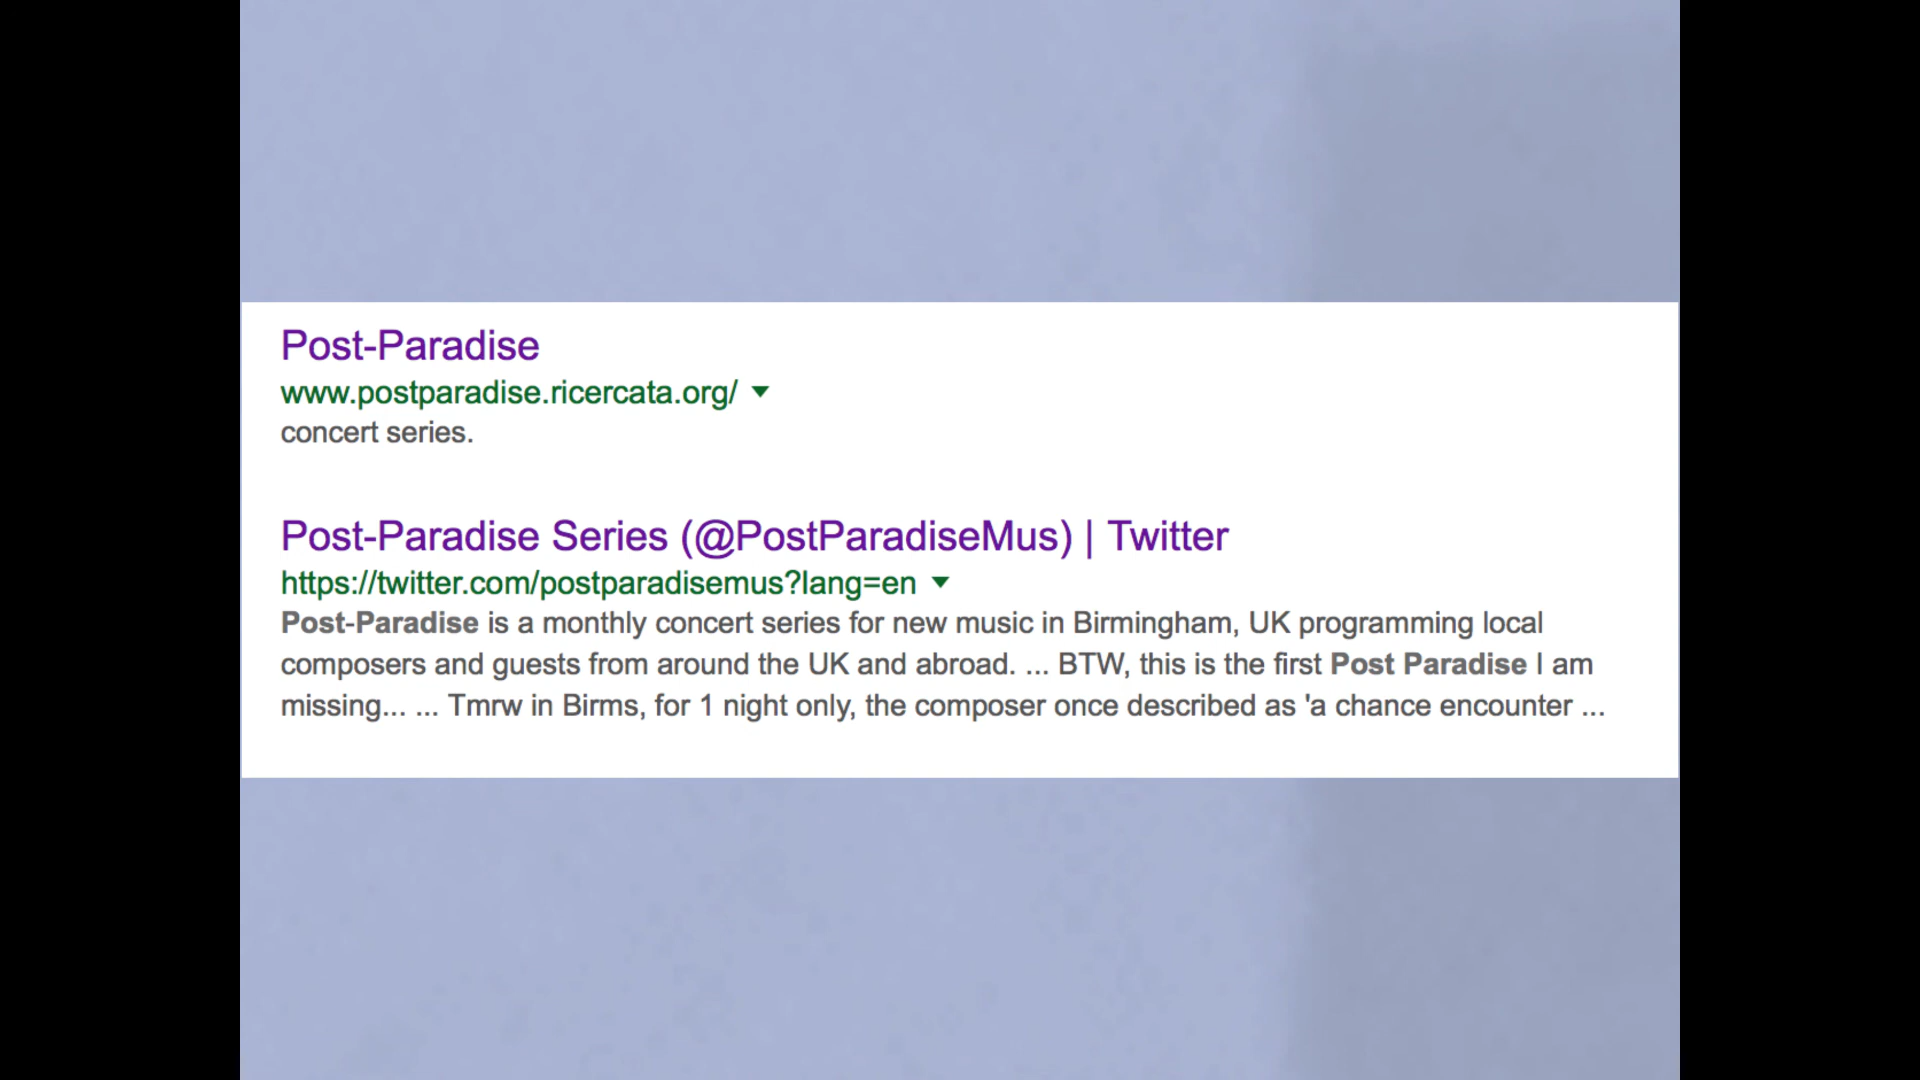 Post-Paradise
www.postparadise.ricercata.org/
concert series.
Post-Paradise Series (@PostParadiseMus) | Twitter
https://twitter.com/postparadisemus?lang=en
Post-Paradise is a monthly concert series for new music in Birmingham, UK programming local
composers and guests from around the UK and abroad. ... BTW, this is the first Post Paradise I am
missing... ... Tmrw in Birms, for 1 night only, the composer once described as 'a chance encounter ...